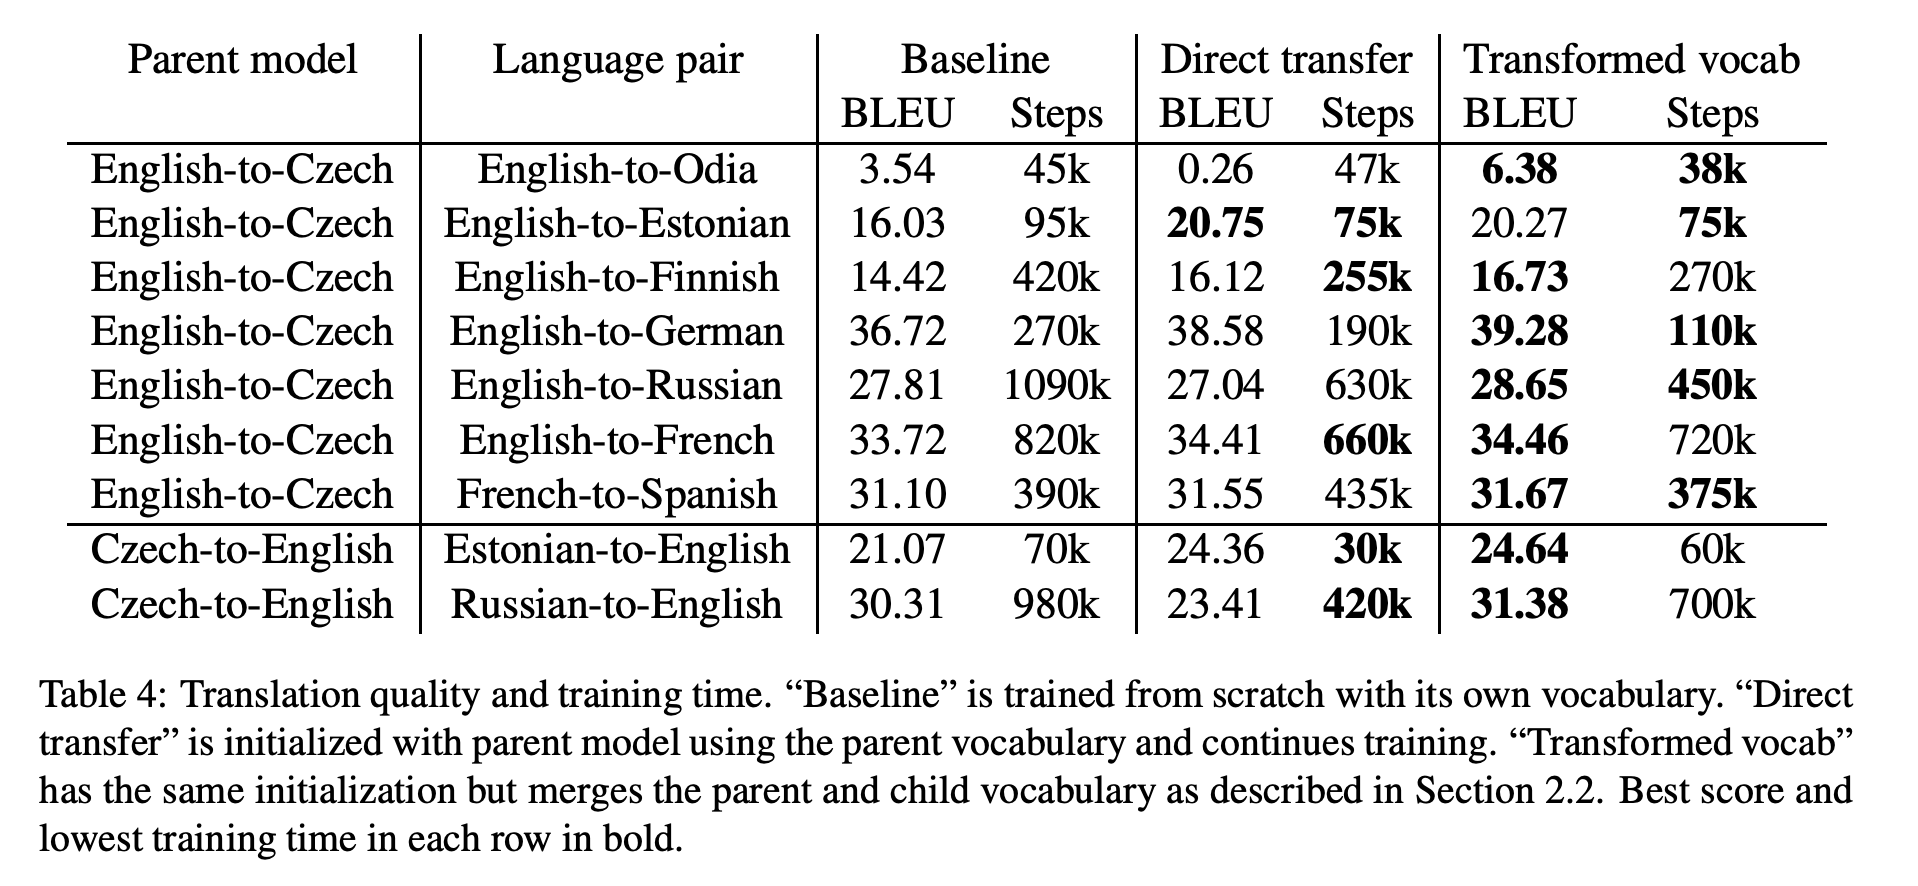 Parent model Language pair Baseline Direct transfer Transformed vocab
BLEU Steps BLEU Steps BLEU Steps
English-to-Czech English-to-Odia 3.54 45k 0.26 47k 6.38 38k
English-to-Czech English-to-Estonian 16.03 95k 20.75 75k 20.27 75k
English-to-Czech English-to-Finnish 14.42 420k 16.12 255k 16.73 270k
English-to-Czech English-to-German 36.72 270k 38.58 190k 39.28 110k
English-to-Czech English-to-Russian 27.81 1090k 27.04 630k 28.65 450k
English-to-Czech English-to-French 33.72 820k 34.41 660k 34.46 720k
English-to-Czech French-to-Spanish 31.10 390k 31.55 435k 31.67 375k
Czech-to-English Estonian-to-English 21.07 70k 24.36 30k 24.64 60k
Czech-to-English Russian-to-English 30.31 980k 23.41 420k 31.38 700k
Table 4: Translation quality and training time. “Baseline” is trained from scratch with its own vocabulary. “Direct
transfer” is initialized with parent model using the parent vocabulary and continues training. “Transformed vocab”
has the same initialization but merges the parent and child vocabulary as described in Section 2.2. Best score and
lowest training time in each row in bold.